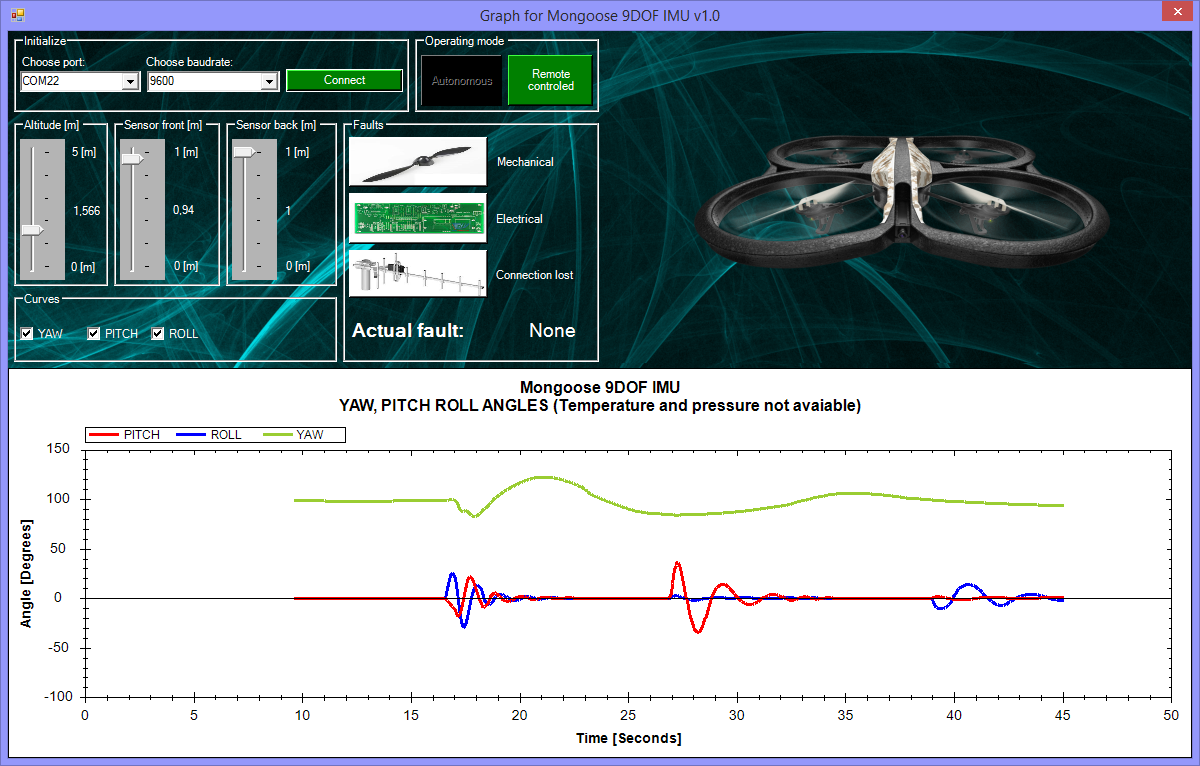 Graph for Mongoose 9DOF IMU v1.0
Initialize
Choose port:
Choose baudrate:
COM22
9600
Connect
Operating mode
Autonomous
Remote
controled
Altitude [m]
5 [m]
1,566
0 [m]
Sensor front [m]
1 [m]
0,94
0 [m]
Sensor back [m]
1 [m]
1
0 [m]
Faults
Mechanical
Electrical
Connection lost
Actual fault:
None
Curves
YAW
PITCH
ROLL
Mongoose 9DOF IMU
YAW, PITCH ROLL ANGLES (Temperature and pressure not avaiable)
PITCH
ROLL
YAW
Angle [Degrees]
150
100
50
0
-50
-100
0
5
10
15
20
25
30
35
40
45
50
Time [Seconds]